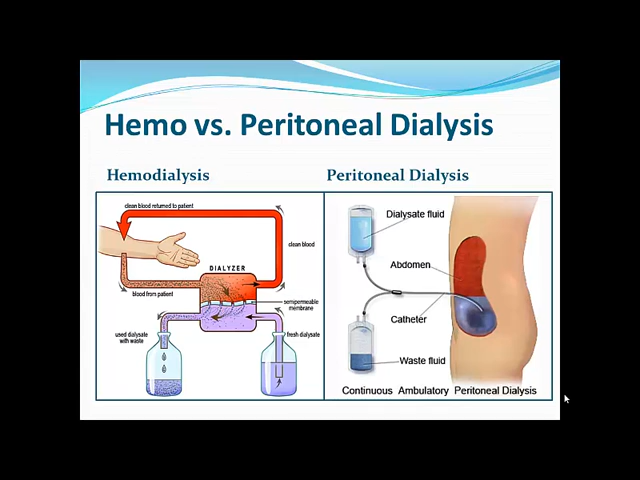 Hemo vs. Peritoneal Dialysis
Hemodialysis
Peritoneal Dialysis
clean blood returned to patient
clean blood
DIALYZER
blood from patient
semipermeable
membrane
used dialysate
with waste
fresh dialysate
Dialysate fluid
Abdomen
Catheter
Waste fluid
Continuous Ambulatory Peritoneal Dialysis